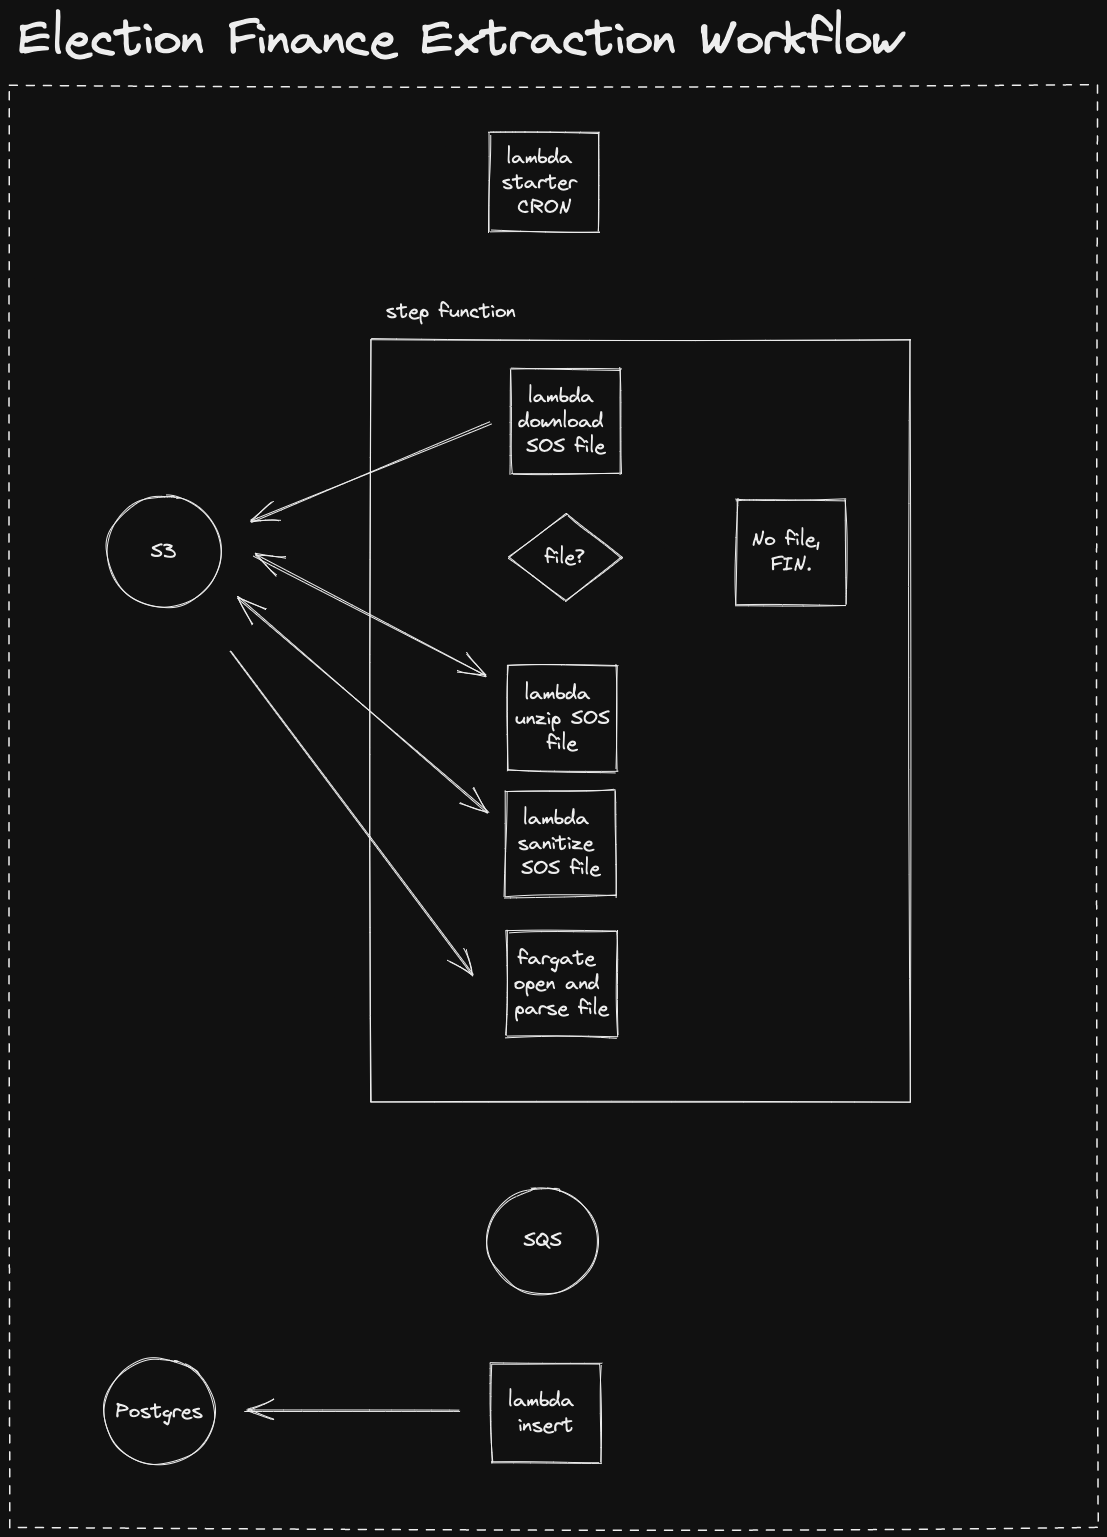 Election Finance Extraction Workflow
lambda
starter
CRON
step function
lambda
download
SOS file
S3
file?
No file,
FIN.
lambda
unzip SOS
file
lambda
sanitize
SOS file
fargate
open and
parse file
SQS
Postgres
lambda
insert